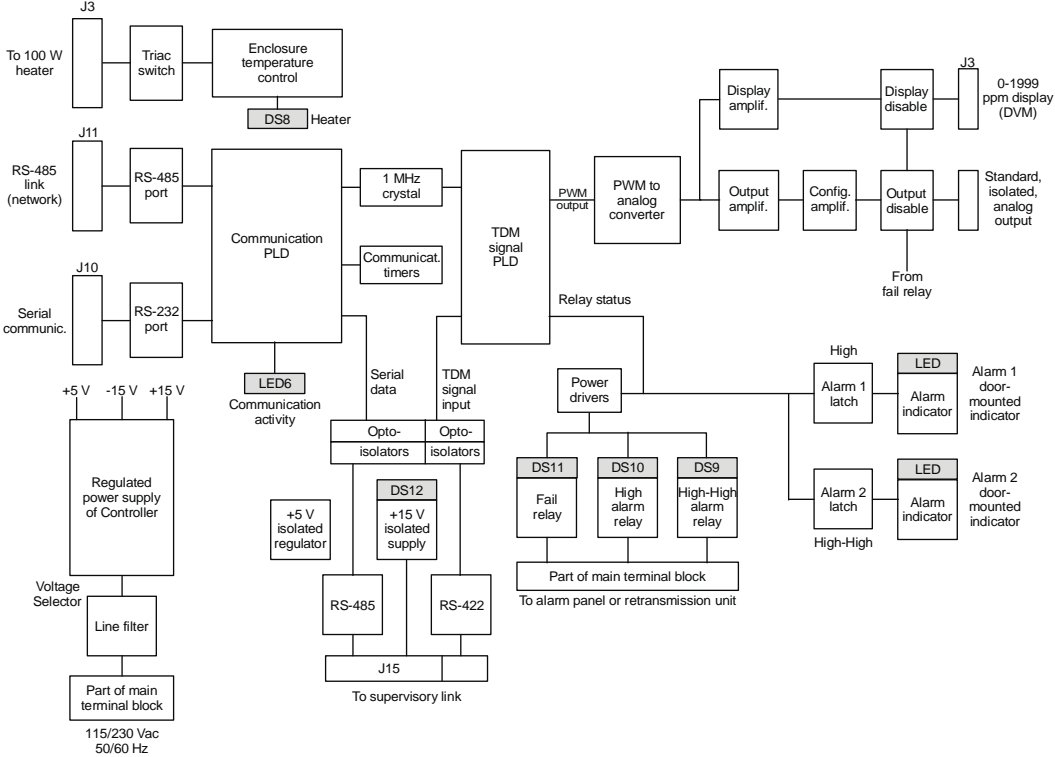 J3
To 100 W
heater
Triac
switch
Enclosure
temperature
control
DS8
Heater
J11
RS-485
link
(network)
RS-485
port
Communication
PLD
1 MHz
crystal
Communicat.
timers
TDM
signal
PLD
PWM
output
PWM to
analog
converter
Display
amplif.
Display
disable
J3
0-1999
ppm display
(DVM)
Output
amplif.
Config.
amplif.
Output
disable
Standard,
isolated,
analog
output
From
fail relay
J10
Serial
communic.
RS-232
port
LED6
Communication
activity
Serial
data
TDM
signal
input
Relay status
Opto-
isolators
Opto-
isolators
+5 V
-15 V
+15 V
Regulated
power supply
of Controller
Voltage
Selector
Line filter
Part of main
terminal block
115/230 Vac
50/60 Hz
+5 V
isolated
regulator
DS12
+15 V
isolated
supply
RS-485
RS-422
J15
To supervisory link
Power
drivers
DS11
Fail
relay
DS10
High
alarm
relay
DS9
High-High
alarm
relay
Part of main terminal block
To alarm panel or retransmission unit
High
Alarm 1
latch
LED
Alarm
indicator
Alarm 1
door-
mounted
indicator
Alarm 2
latch
High-High
LED
Alarm
indicator
Alarm 2
door-
mounted
indicator